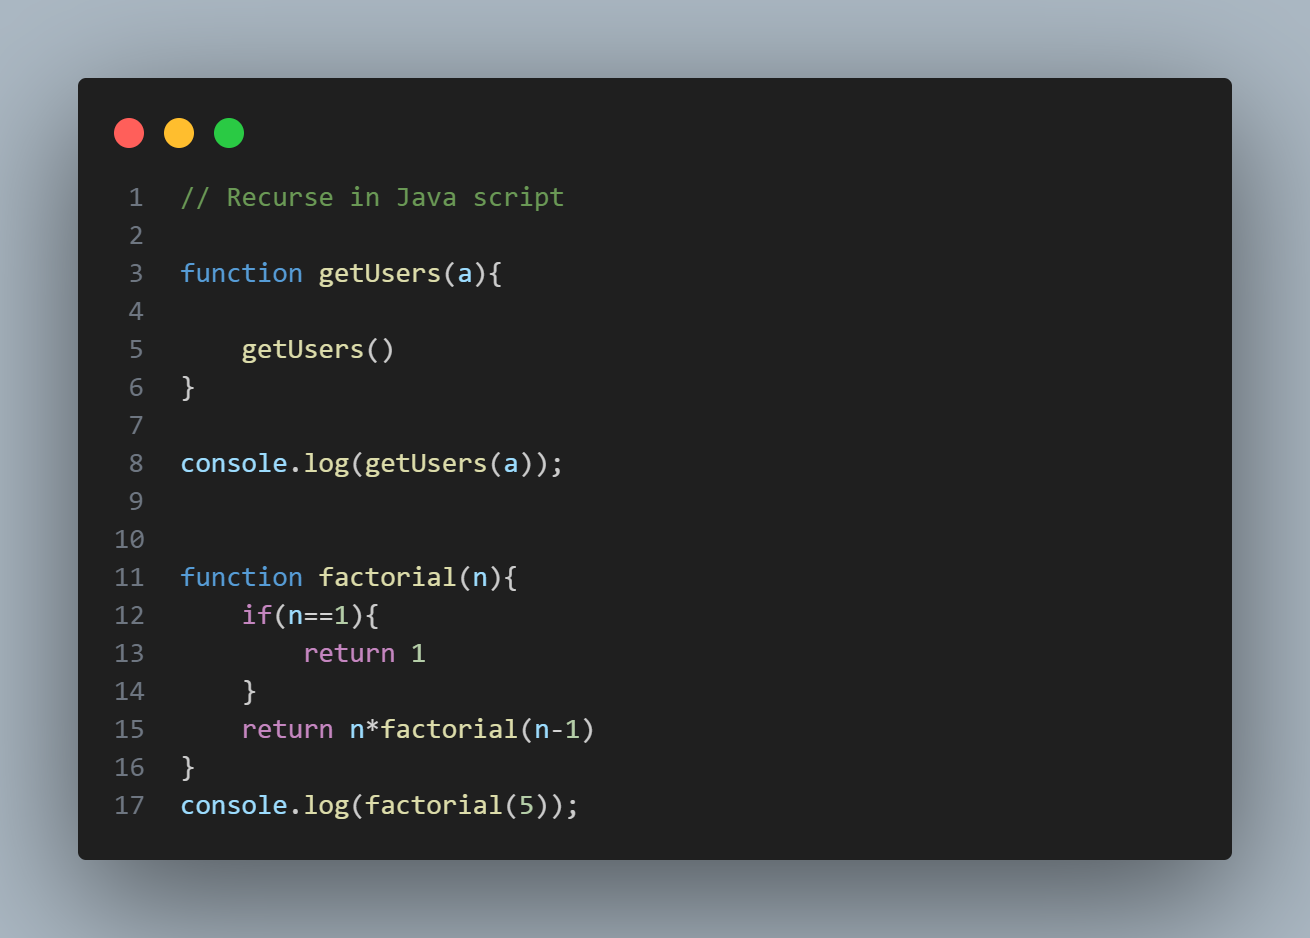 1 // Recurse in Java script
2
3 function getUsers(a){
4
5     getUsers()
6 }
7
8 console.log(getUsers(a));
9
10
11 function factorial(n){
12     if(n==1){
13         return 1
14     }
15     return n*factorial(n-1)
16 }
17 console.log(factorial(5));